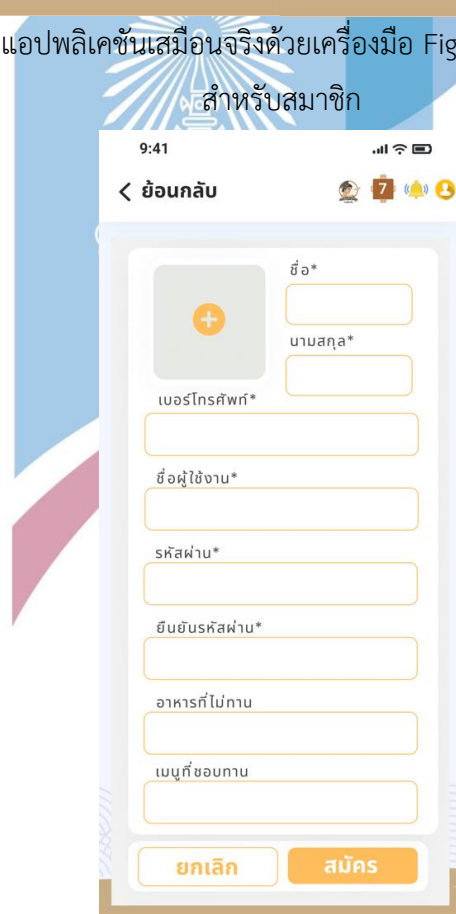 แอปพลิเคชันเสมือนจริงด้วยเครื่องมือ Fig
สำหรับสมาชิก
9:41
ย้อนกลับ
7
ชื่อ*
นามสกุล*
เบอร์โทรศัพท์*
ชื่อผู้ใช้งาน*
รหัสผ่าน*
ยืนยันรหัสผ่าน*
อาหารที่ไม่ทาน
เมนูที่ชอบทาน
ยกเลิก สมัคร